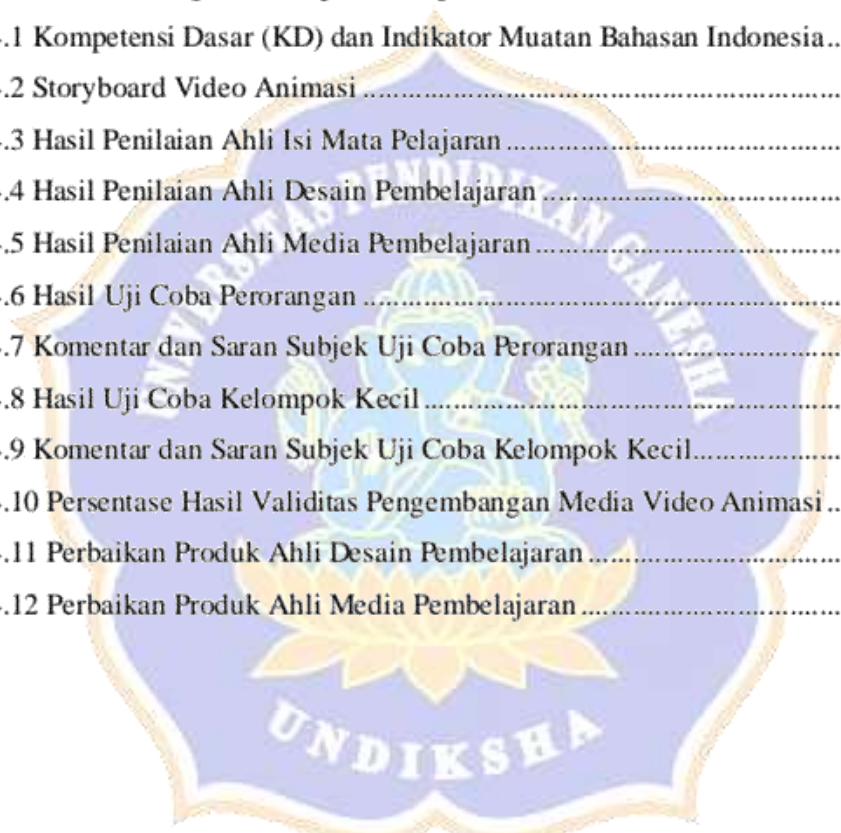 .1 Kompetensi Dasar (KD) dan Indikator Muatan Bahasan Indonesia..
.2 Storyboard Video Animasi ................................................................
.3 Hasil Penilaian Ahli Isi Mata Pelajaran .............................................
.4 Hasil Penilaian Ahli Desain Pembelajaran ........................................
.5 Hasil Penilaian Ahli Media Pembelajaran .........................................
.6 Hasil Uji Coba Perorangan ................................................................
.7 Komentar dan Saran Subjek Uji Coba Perorangan ............................
.8 Hasil Uji Coba Kelompok Kecil ........................................................
.9 Komentar dan Saran Subjek Uji Coba Kelompok Kecil....................
.10 Persentase Hasil Validitas Pengembangan Media Video Animasi ..
.11 Perbaikan Produk Ahli Desain Pembelajaran ..................................
.12 Perbaikan Produk Ahli Media Pembelajaran ...................................
UNIVERSITAS PENDIDIKAN GANESHA
UNDIKSHA